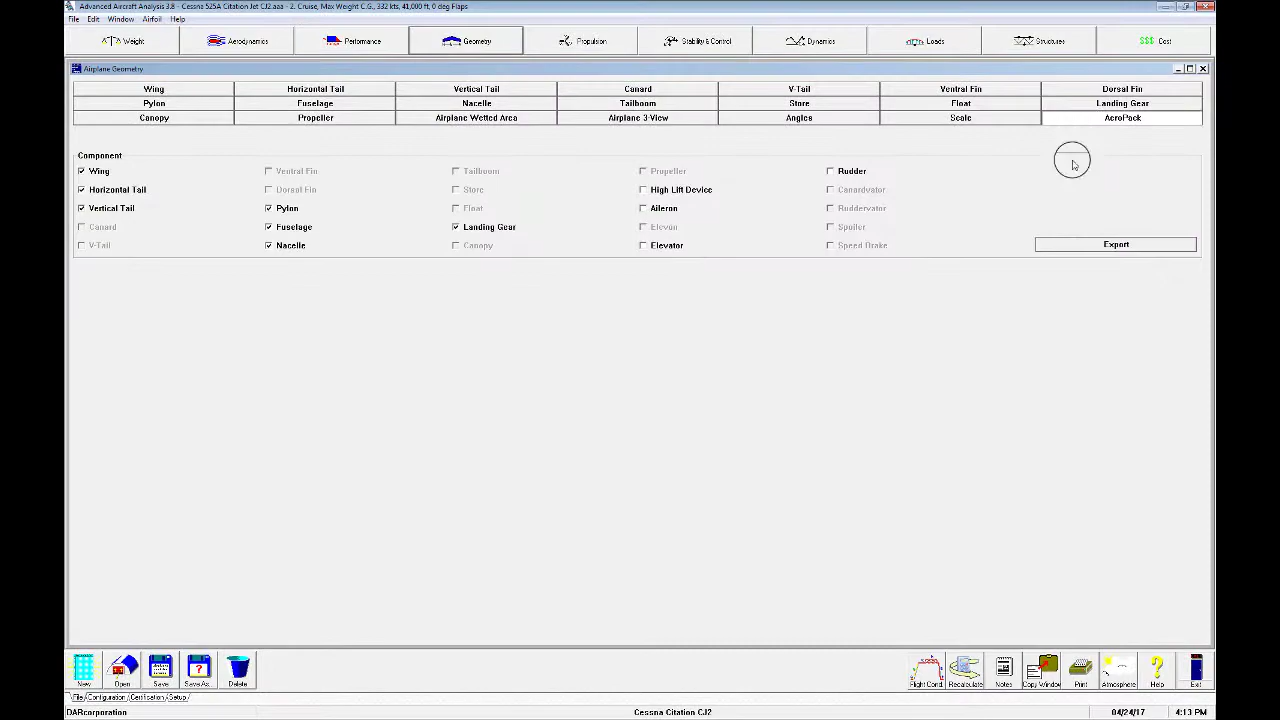 Advanced Aircraft Analysis 3.8 - Cessna 525A Citation Jet CJ2.aaa - 2. Cruise, Max Weight C.G., 332 kts, 41,000 ft, 0 deg Flaps
File Edit Window Airfoil Help
Weight Aerodynamics Performance Geometry Propulsion Stability & Control Dynamics Loads Structures $$$ Cost
Airplane Geometry
Wing Horizontal Tail Vertical Tail Canard V-Tail Ventral Fin Dorsal Fin
Pylon Fuselage Nacelle Tailboom Store Float Landing Gear
Canopy Propeller Airplane Wetted Area Airplane 3-View Angles Scale AeroPack
Component
Wing Ventral Fin Tailboom Propeller Rudder
Horizontal Tail Dorsal Fin Store High Lift Device Canardvator
Vertical Tail Pylon Float Aileron Ruddervator
Canard Fuselage Landing Gear Elevon Spoiler
V-Tail Nacelle Canopy Elevator Speed Brake Export
New Open Save Save As... Delete Flight Cond. Recalculate Notes Copy Window Print Atmosphere Help Exit
File Configuration Certification Setup
DARcorporation Cessna Citation CJ2 04/24/17 4:13 PM